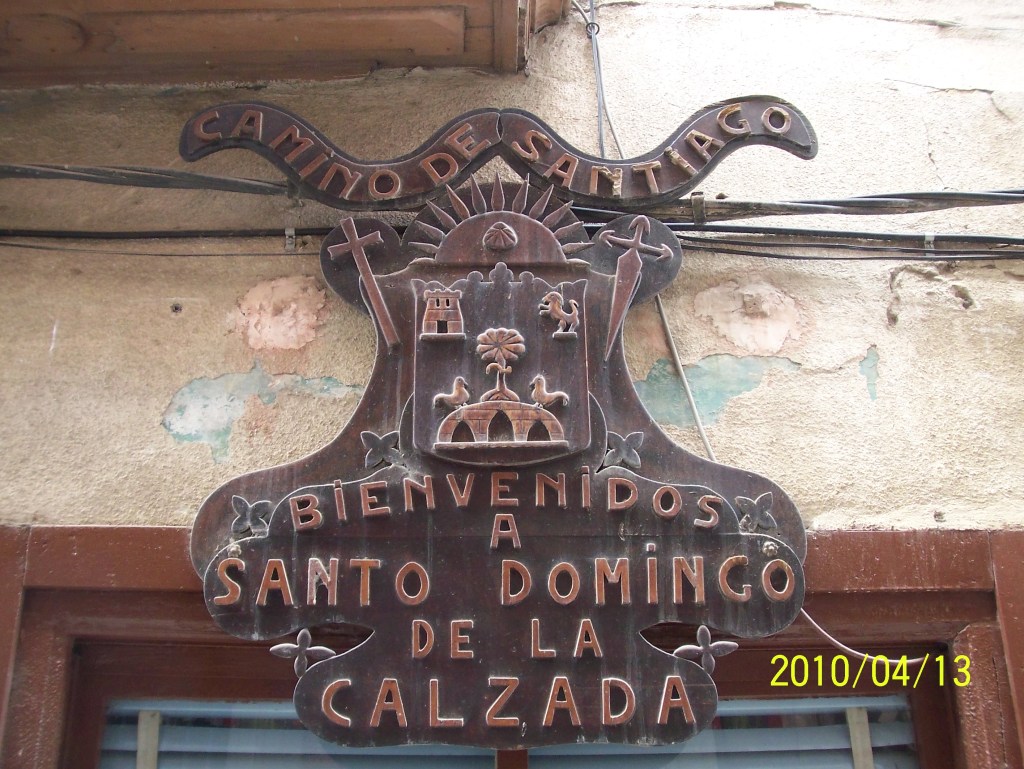 CAMINO DE SANTIAGO
BiENVENiDOS
A
SANTO DOMiNGO
DE LA
CALZADA
2010/04/13